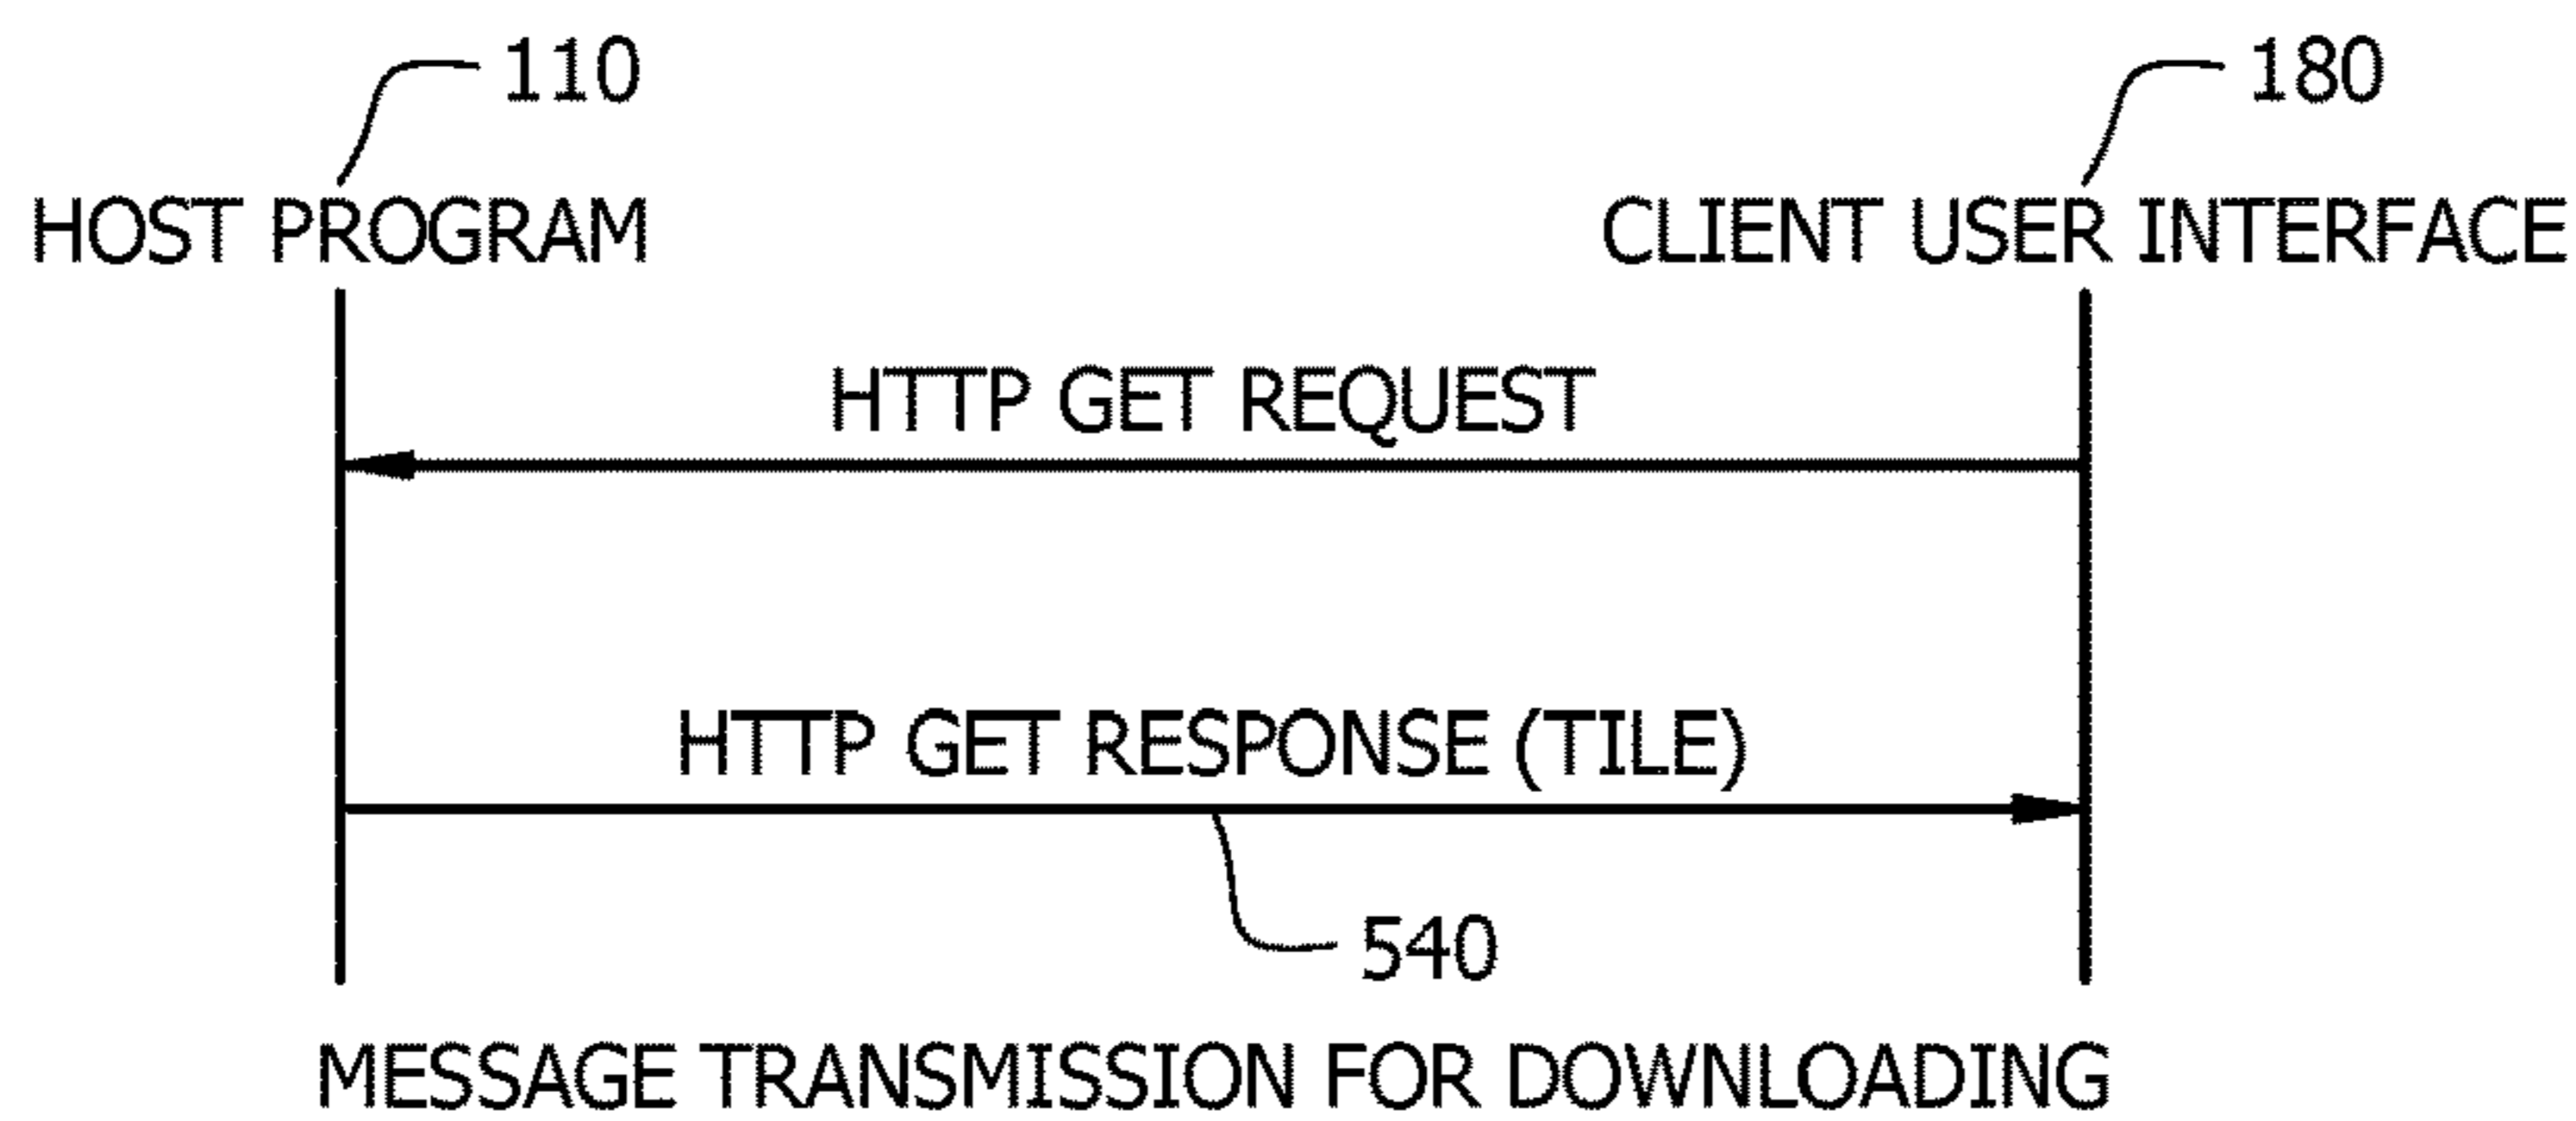 110
180
HOST PROGRAM
CLIENT USER INTERFACE
HTTP GET REQUEST
HTTP GET RESPONSE (TILE)
540
MESSAGE TRANSMISSION FOR DOWNLOADING